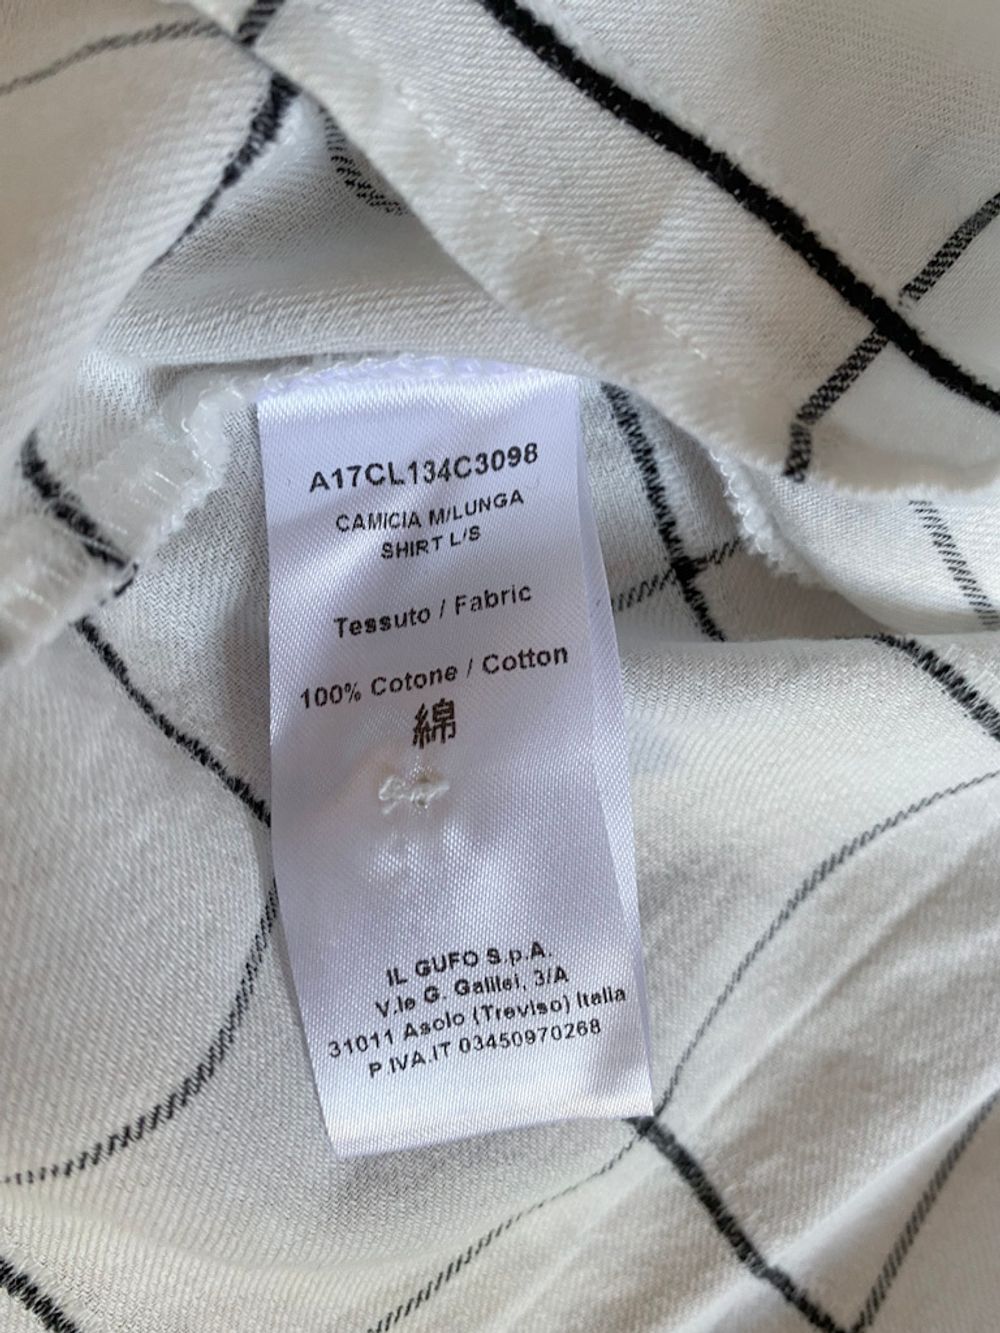 A17CL134C3098
CAMICIA M/LUNGA
SHIRT L/S
Tessuto / Fabric
100% Cotone / Cotton
綿
IL GUFO S.p.A.
V.le G. Galilei, 3/A
31011 Asolo (Treviso) Italia
P.IVA.IT 03450970268